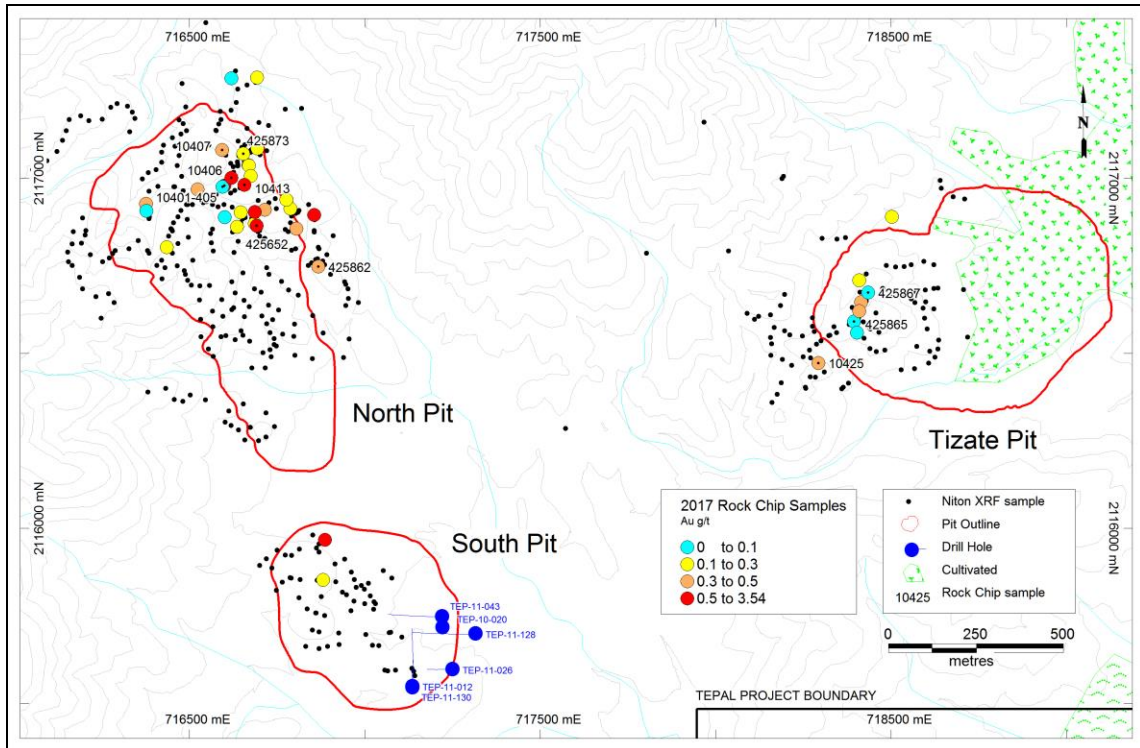 716500 mE
717500 mE
718500 mE
2117000 mN
2117000 mN
10407
425873
10406
10413
10401-405
425652
425862
425867
425865
10425
North Pit
Tizate Pit
2116000 mN
2116000 mN
South Pit
TEP-11-043
TEP-10-020
TEP-11-128
TEP-11-026
TEP-11-012
TEP-11-130
N
2017 Rock Chip Samples
Au g/t
0 to 0.1
0.1 to 0.3
0.3 to 0.5
0.5 to 3.54
Niton XRF sample
Pit Outline
Drill Hole
Cultivated
10425 Rock Chip sample
0 250 500
metres
TEPAL PROJECT BOUNDARY
716500 mE
717500 mE
718500 mE